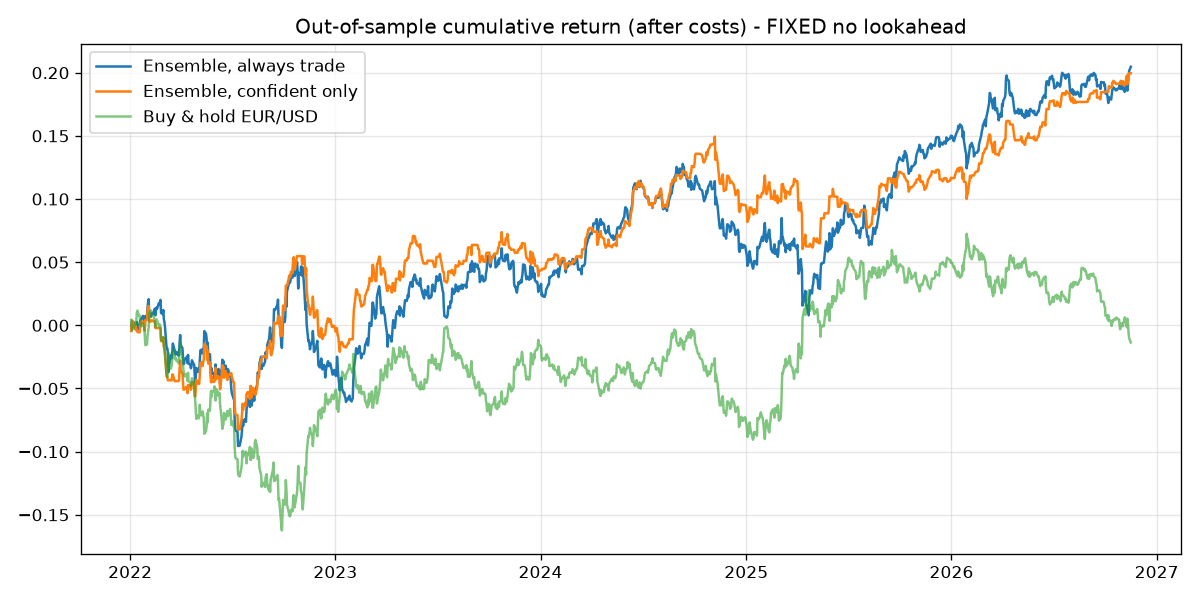 Out-of-sample cumulative return (after costs) - FIXED no lookahead
Ensemble, always trade
Ensemble, confident only
Buy & hold EUR/USD
0.20
0.15
0.10
0.05
0.00
−0.05
−0.10
−0.15
2022 2023 2024 2025 2026 2027